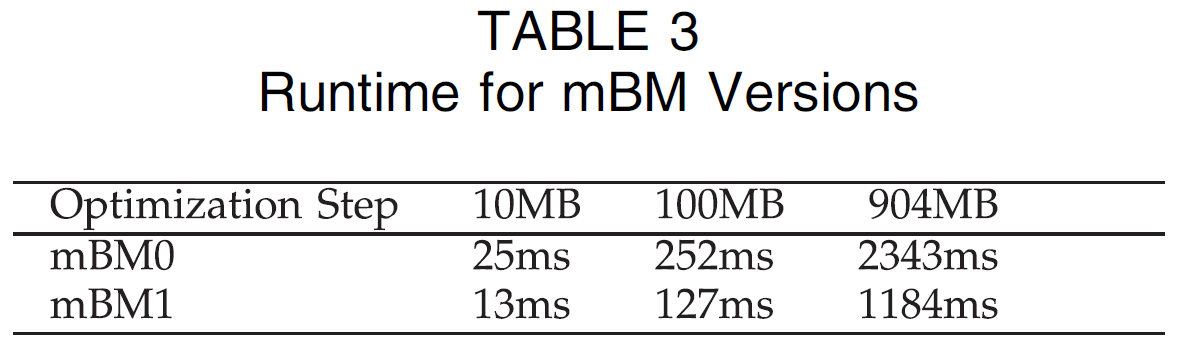 TABLE 3
Runtime for mBM Versions
Optimization Step 10MB 100MB 904MB
mBM0 25ms 252ms 2343ms
mBM1 13ms 127ms 1184ms